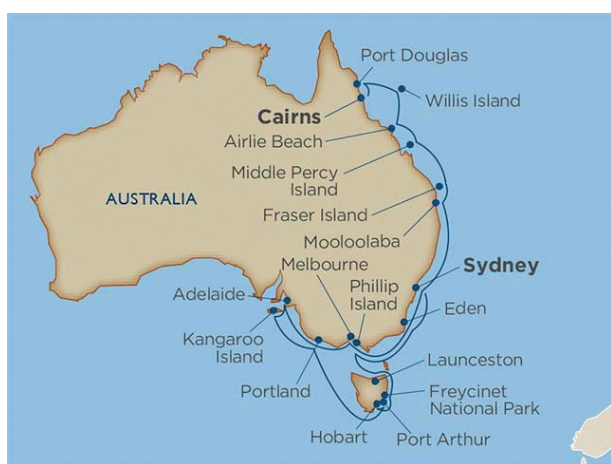 Port Douglas
Willis Island
Cairns
Airlie Beach
Middle Percy
Island
AUSTRALIA
Fraser Island
Mooloolaba
Melbourne
Sydney
Phillip
Island
Adelaide
Eden
Kangaroo
Island
Launceston
Portland
Freycinet
National Park
Hobart
Port Arthur